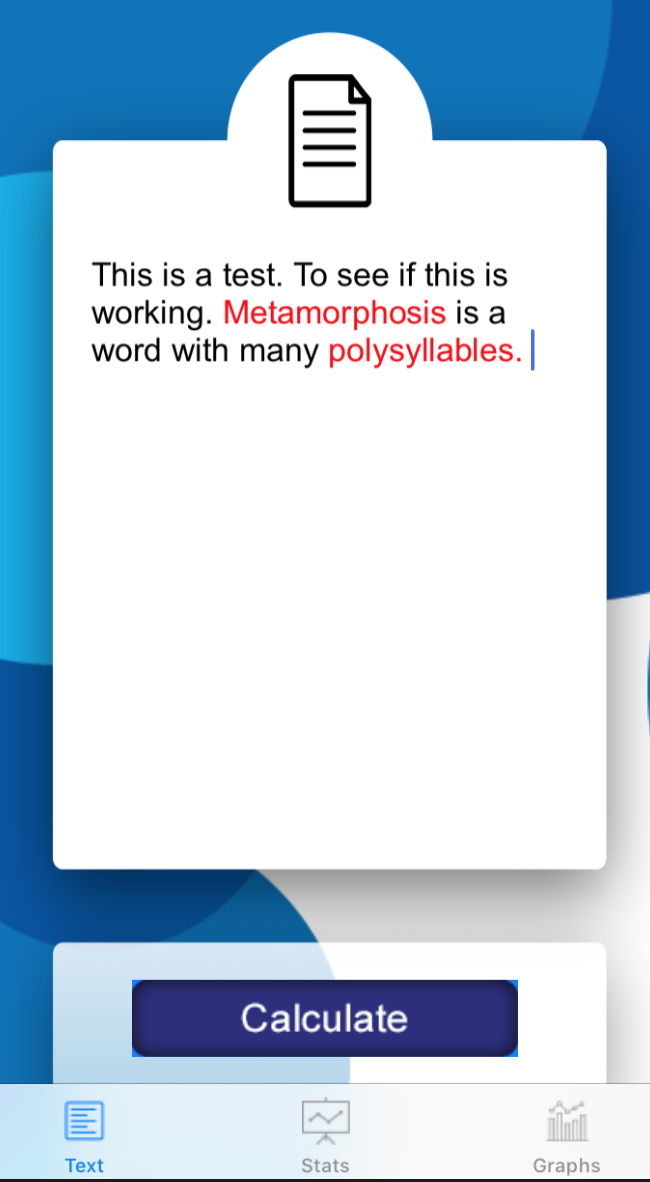 This is a test. To see if this is
working. Metamorphosis is a
word with many polysyllables.
Calculate
Text
Stats
Graphs